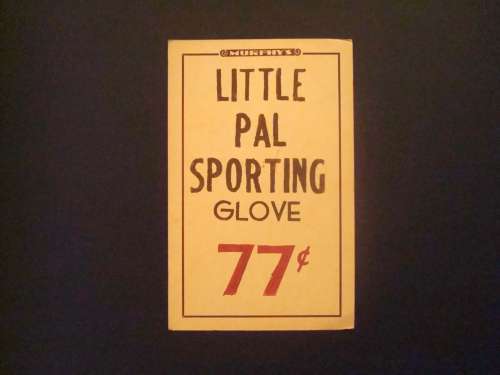 MURPHY'S
LITTLE
PAL
SPORTING
GLOVE
77¢